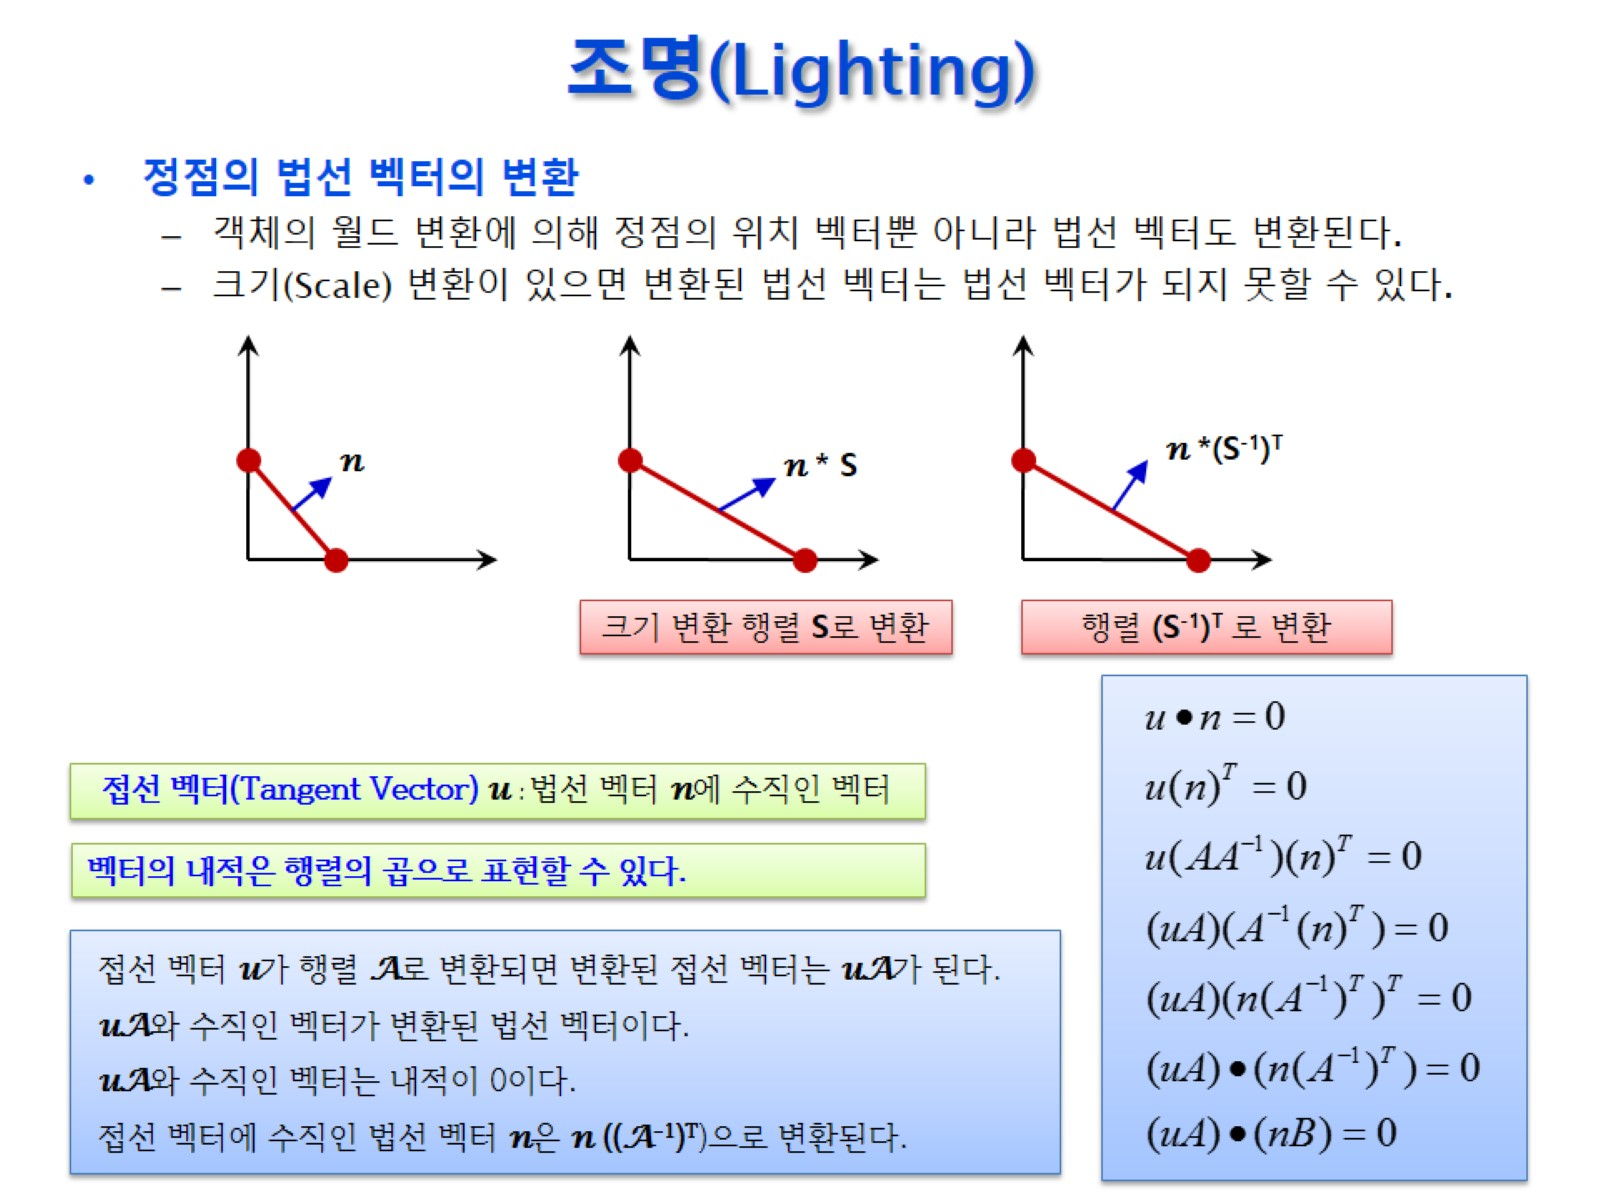 조명(Lighting)
• 정점의 법선 벡터의 변환
– 객체의 월드 변환에 의해 정점의 위치 벡터뿐 아니라 법선 벡터도 변환된다.
– 크기(Scale) 변환이 있으면 변환된 법선 벡터는 법선 벡터가 되지 못할 수 있다.
n
n * S
n *(S⁻¹)ᵀ
크기 변환 행렬 S로 변환
행렬 (S⁻¹)ᵀ 로 변환
접선 벡터(Tangent Vector) u : 법선 벡터 n에 수직인 벡터
벡터의 내적은 행렬의 곱으로 표현할 수 있다.
접선 벡터 u가 행렬 A로 변환되면 변환된 접선 벡터는 uA가 된다.
uA와 수직인 벡터가 변환된 법선 벡터이다.
uA와 수직인 벡터는 내적이 0이다.
접선 벡터에 수직인 법선 벡터 n은 n ((A⁻¹)ᵀ)으로 변환된다.
u • n = 0
u(n)ᵀ = 0
u(AA⁻¹)(n)ᵀ = 0
(uA)(A⁻¹(n)ᵀ) = 0
(uA)(n(A⁻¹)ᵀ)ᵀ = 0
(uA) • (n(A⁻¹)ᵀ) = 0
(uA) • (nB) = 0